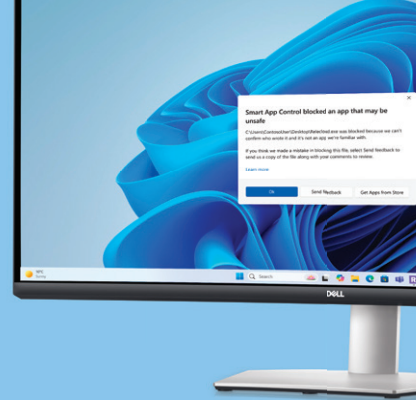 Smart App Control blocked an app that may be
unsafe
was blocked because we can't
confirm who wrote it and it's not an app we're familiar with.
If you think we made a mistake in blocking this file, select Send feedback to
send us a copy of the file along with your comments to review.
Learn more
Ok
Send feedback
Get Apps from Store
Search
DELL